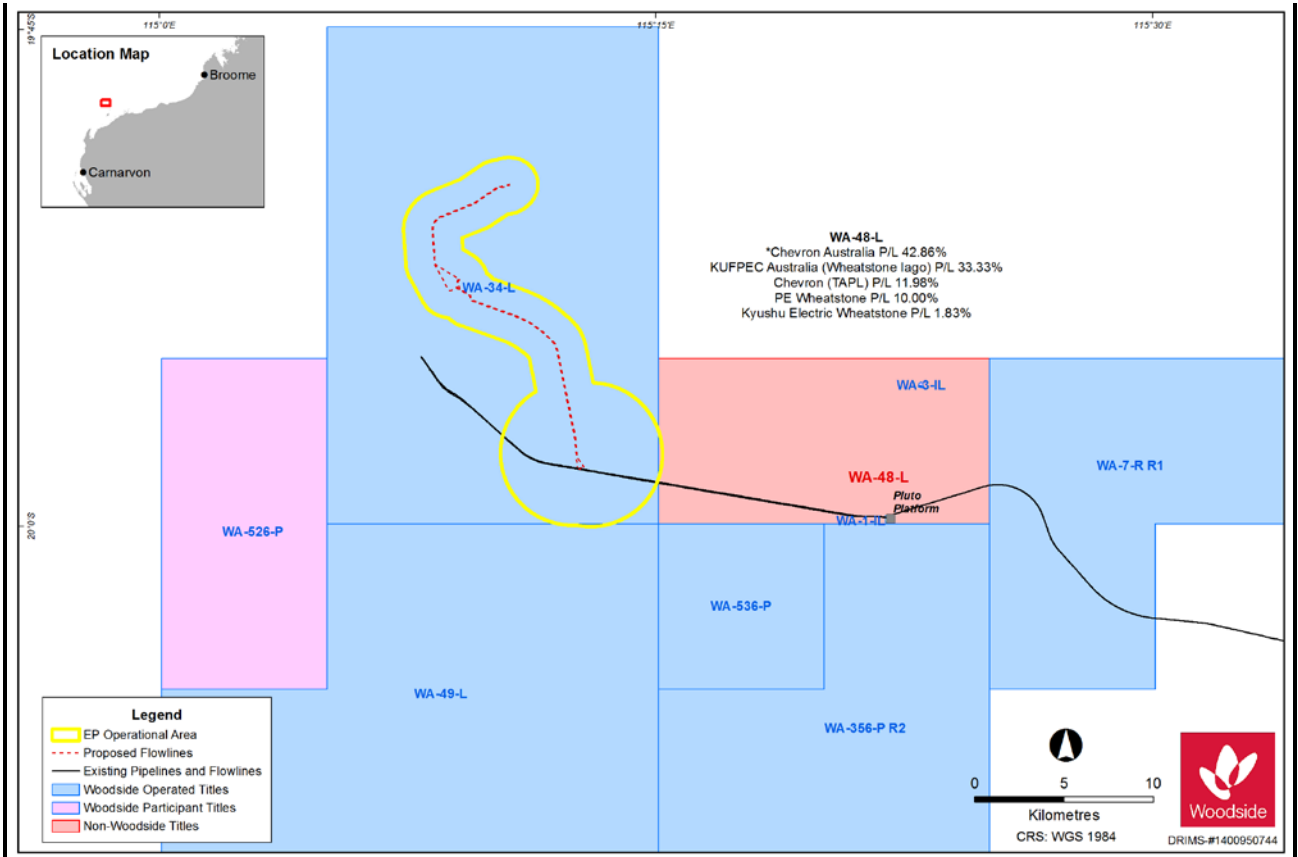 115°0'E
115°15'E
115°30'E
19°45'S
Location Map
Broome
Carnarvon
WA-34-L
WA-48-L
*Chevron Australia P/L 42.86%
KUFPEC Australia (Wheatstone Iago) P/L 33.33%
Chevron (TAPL) P/L 11.98%
PE Wheatstone P/L 10.00%
Kyushu Electric Wheatstone P/L 1.83%
WA-3-IL
WA-7-R R1
WA-48-L
Pluto
Platform
WA-1-IL
20°0'S
WA-526-P
WA-536-P
WA-49-L
WA-356-P R2
Legend
EP Operational Area
Proposed Flowlines
Existing Pipelines and Flowlines
Woodside Operated Titles
Woodside Participant Titles
Non-Woodside Titles
0 5 10
Kilometres
CRS: WGS 1984
Woodside
DRIMS-#1400950744